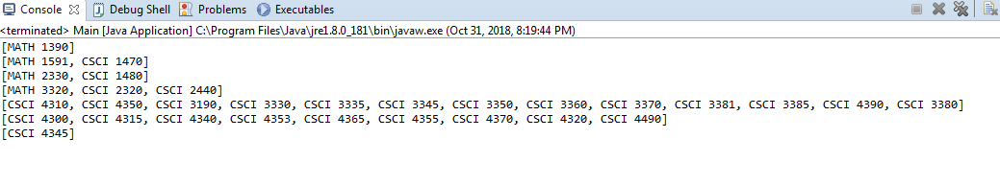 Console Debug Shell Problems Executables
<terminated> Main [Java Application] C:\Program Files\Java\jre1.8.0_181\bin\javaw.exe (Oct 31, 2018, 8:19:44 PM)
[MATH 1390]
[MATH 1591, CSCI 1470]
[MATH 2330, CSCI 1480]
[MATH 3320, CSCI 2320, CSCI 2440]
[CSCI 4310, CSCI 4350, CSCI 3190, CSCI 3330, CSCI 3335, CSCI 3345, CSCI 3350, CSCI 3360, CSCI 3370, CSCI 3381, CSCI 3385, CSCI 4390, CSCI 3380]
[CSCI 4300, CSCI 4315, CSCI 4340, CSCI 4353, CSCI 4365, CSCI 4355, CSCI 4370, CSCI 4320, CSCI 4490]
[CSCI 4345]